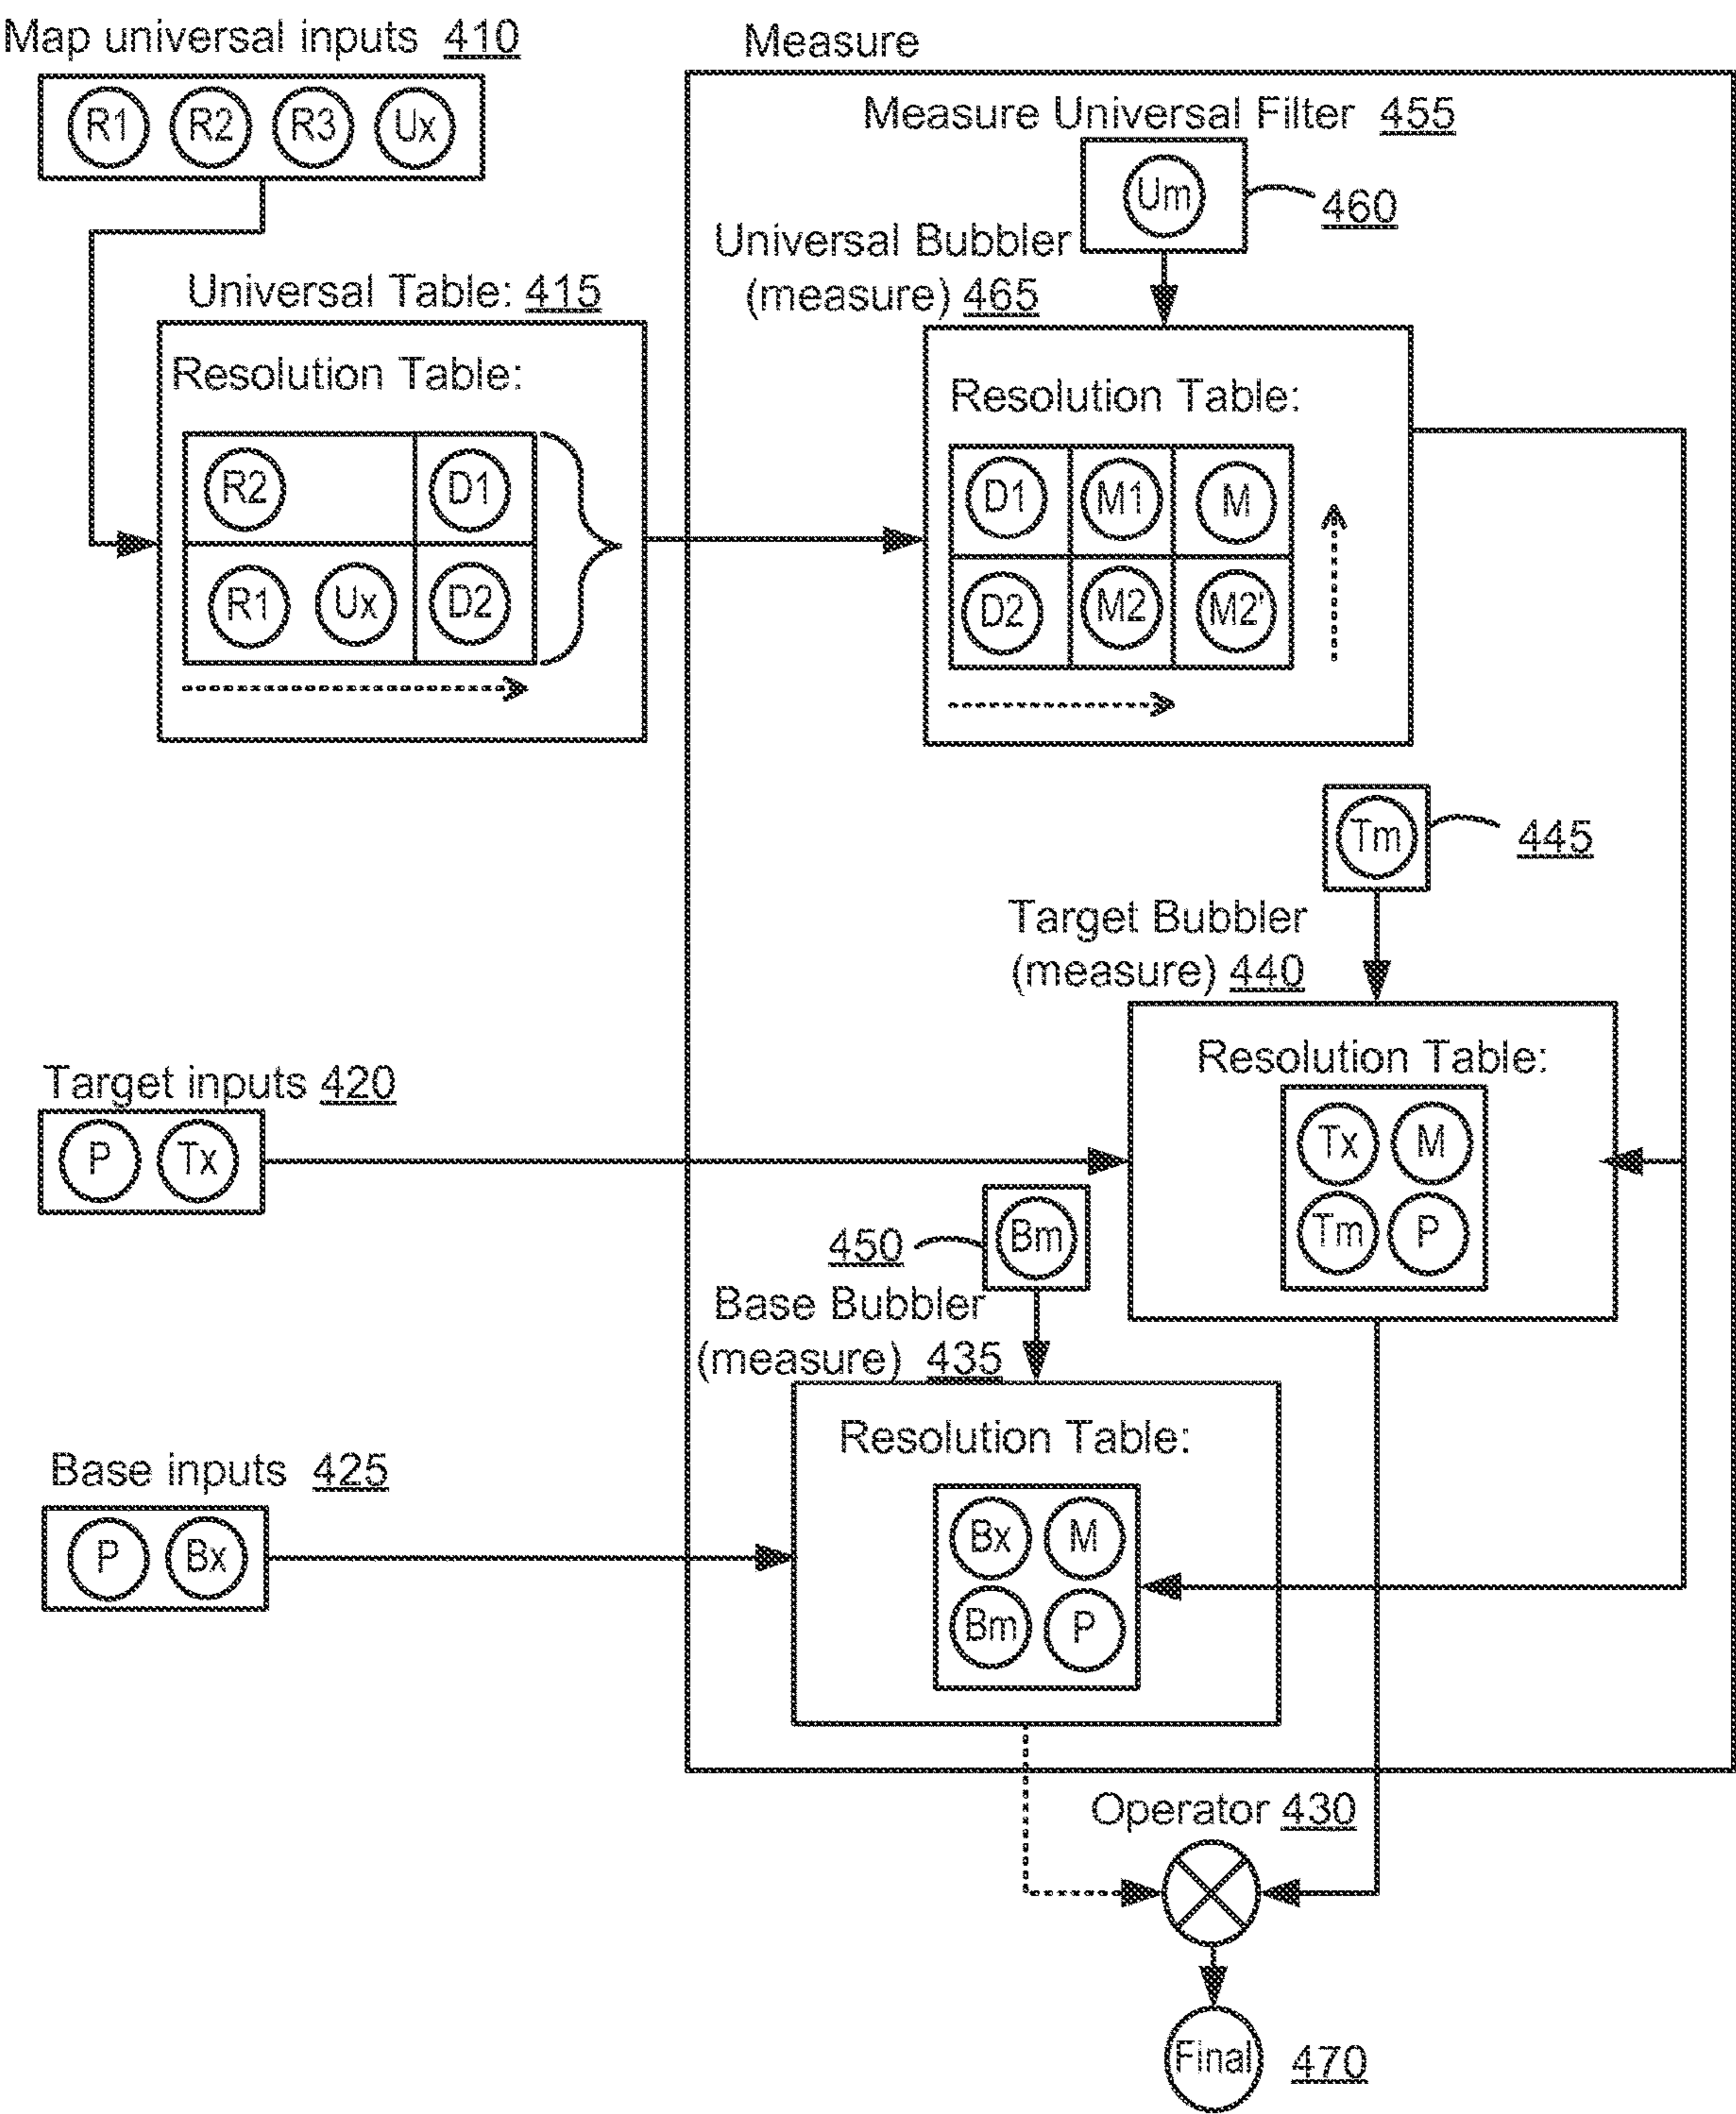 Map universal inputs 410
R1 R2 R3 Ux
Measure
Measure Universal Filter 455
Um
460
Universal Bubbler
(measure) 465
Universal Table: 415
Resolution Table:
R2 D1
R1 Ux D2
Resolution Table:
D1 M1 M
D2 M2 M2'
Tm
445
Target Bubbler
(measure) 440
Resolution Table:
Tx M
Tm P
Target inputs 420
P Tx
450
Bm
Base Bubbler
(measure) 435
Resolution Table:
Bx M
Bm P
Base inputs 425
P Bx
Operator 430
Final
470